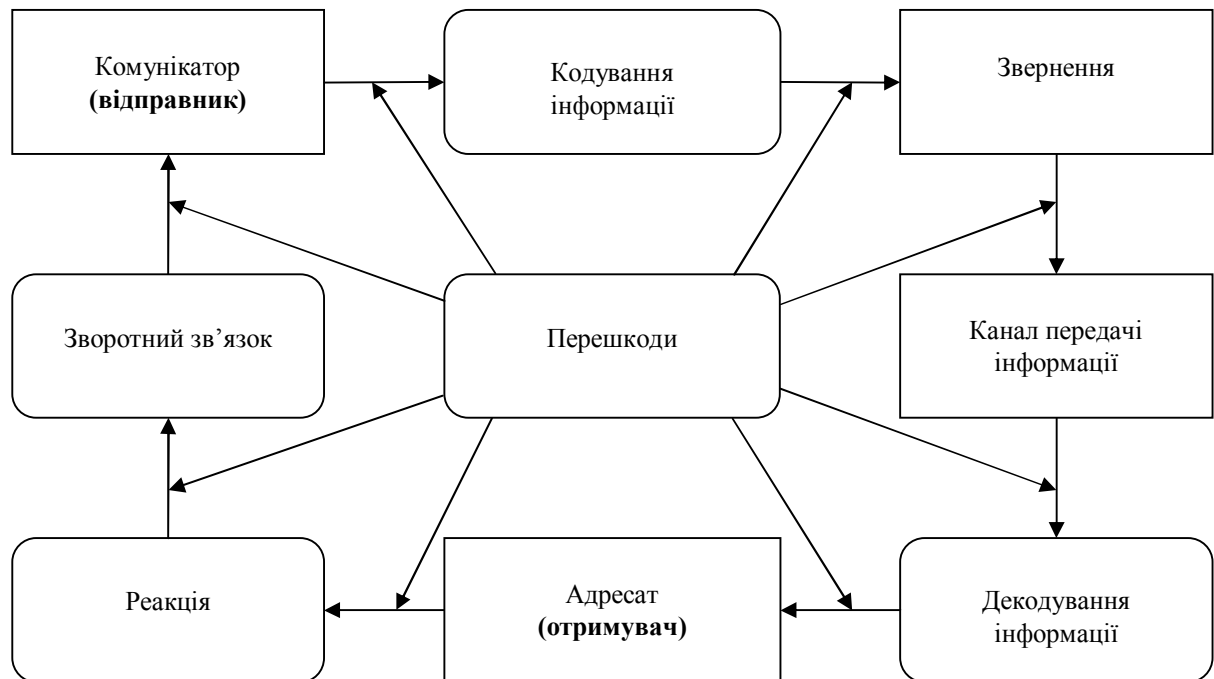 Комунікатор
(відправник)
Кодування
інформації
Звернення
Зворотний зв’язок
Перешкоди
Канал передачі
інформації
Реакція
Адресат
(отримувач)
Декодування
інформації